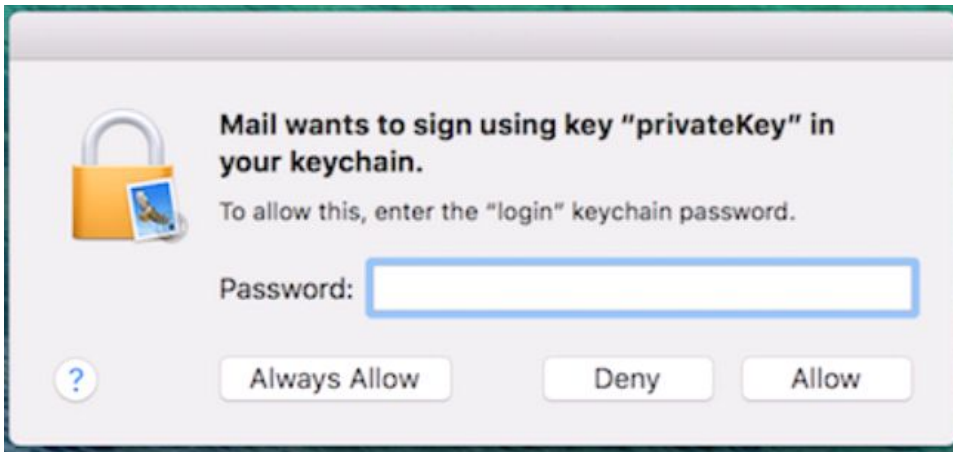 Mail wants to sign using key “privateKey” in
your keychain.
To allow this, enter the “login” keychain password.
Password:
?
Always Allow
Deny
Allow